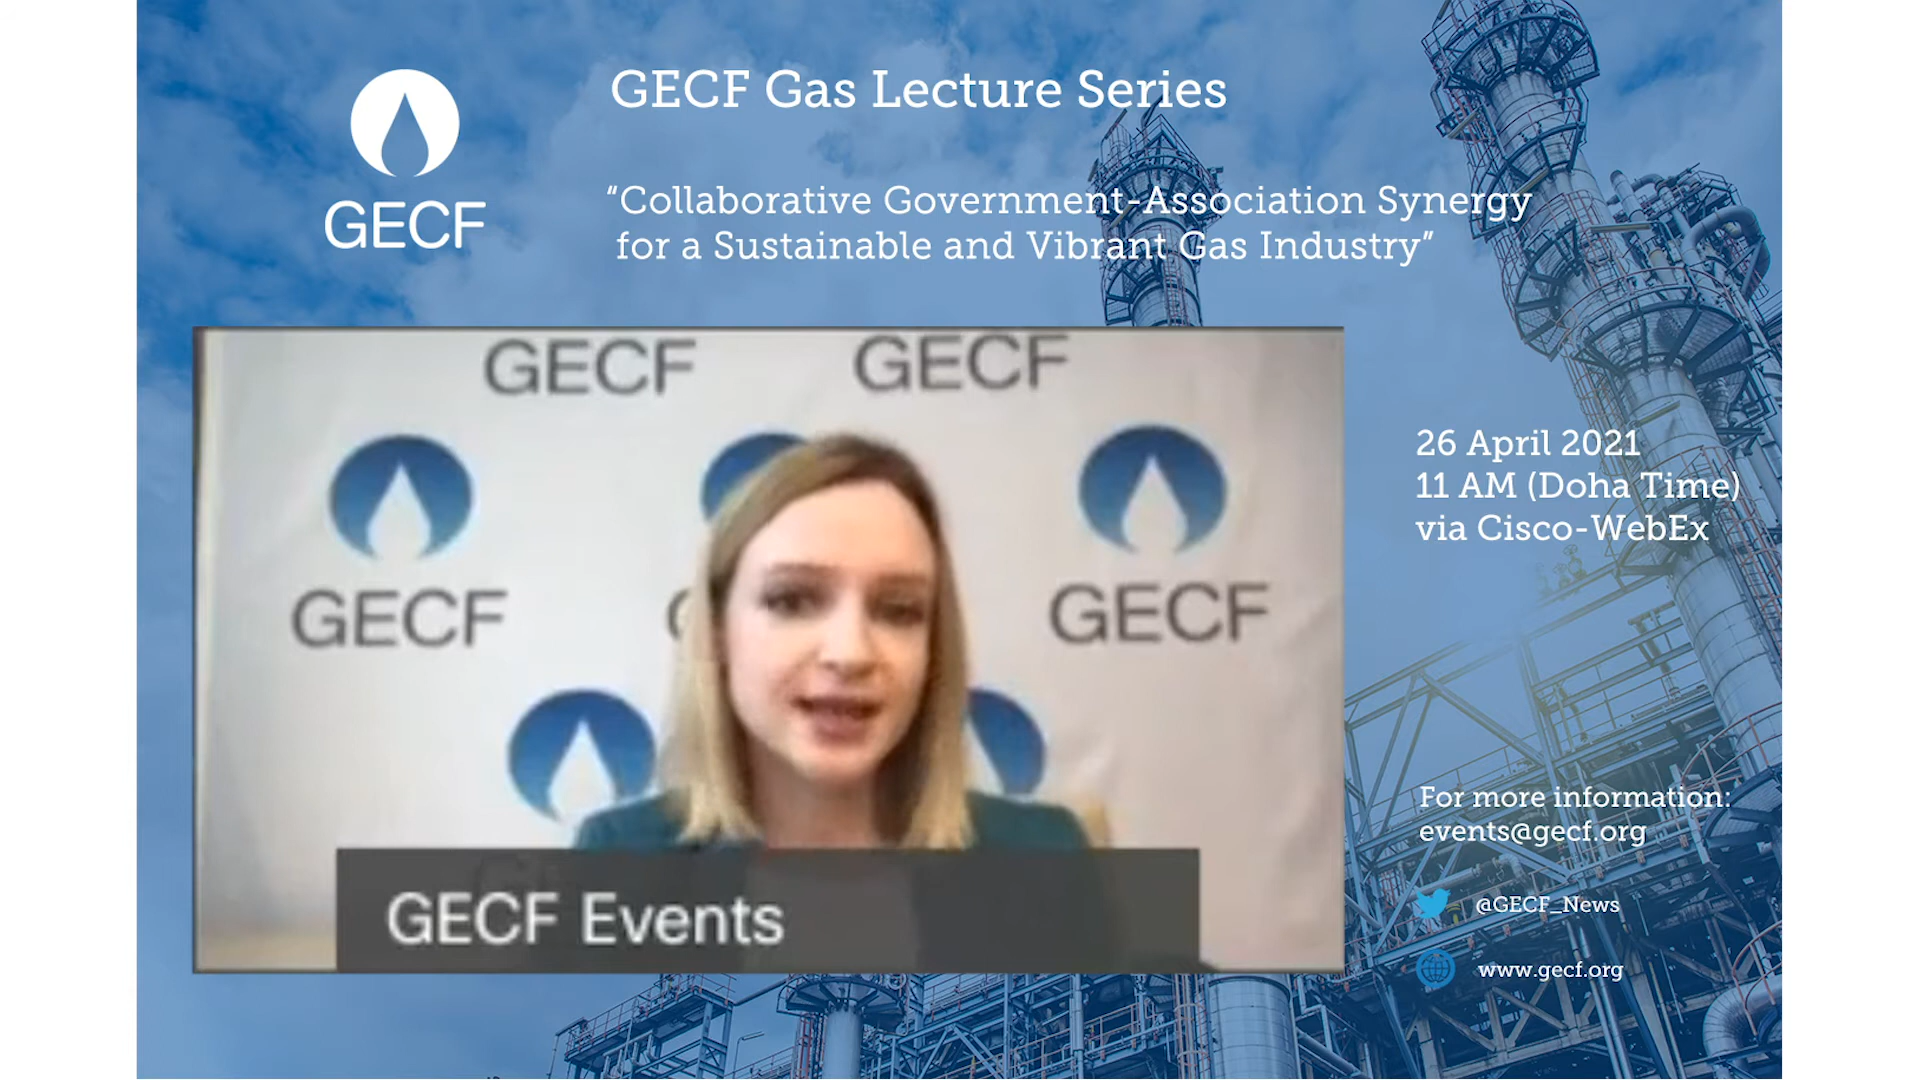 GECF
GECF Gas Lecture Series
“Collaborative Government-Association Synergy
for a Sustainable and Vibrant Gas Industry”
GECF
GECF
GECF
GECF
GECF Events
26 April 2021
11 AM (Doha Time)
via Cisco-WebEx
For more information:
events@gecf.org
@GECF_News
www.gecf.org